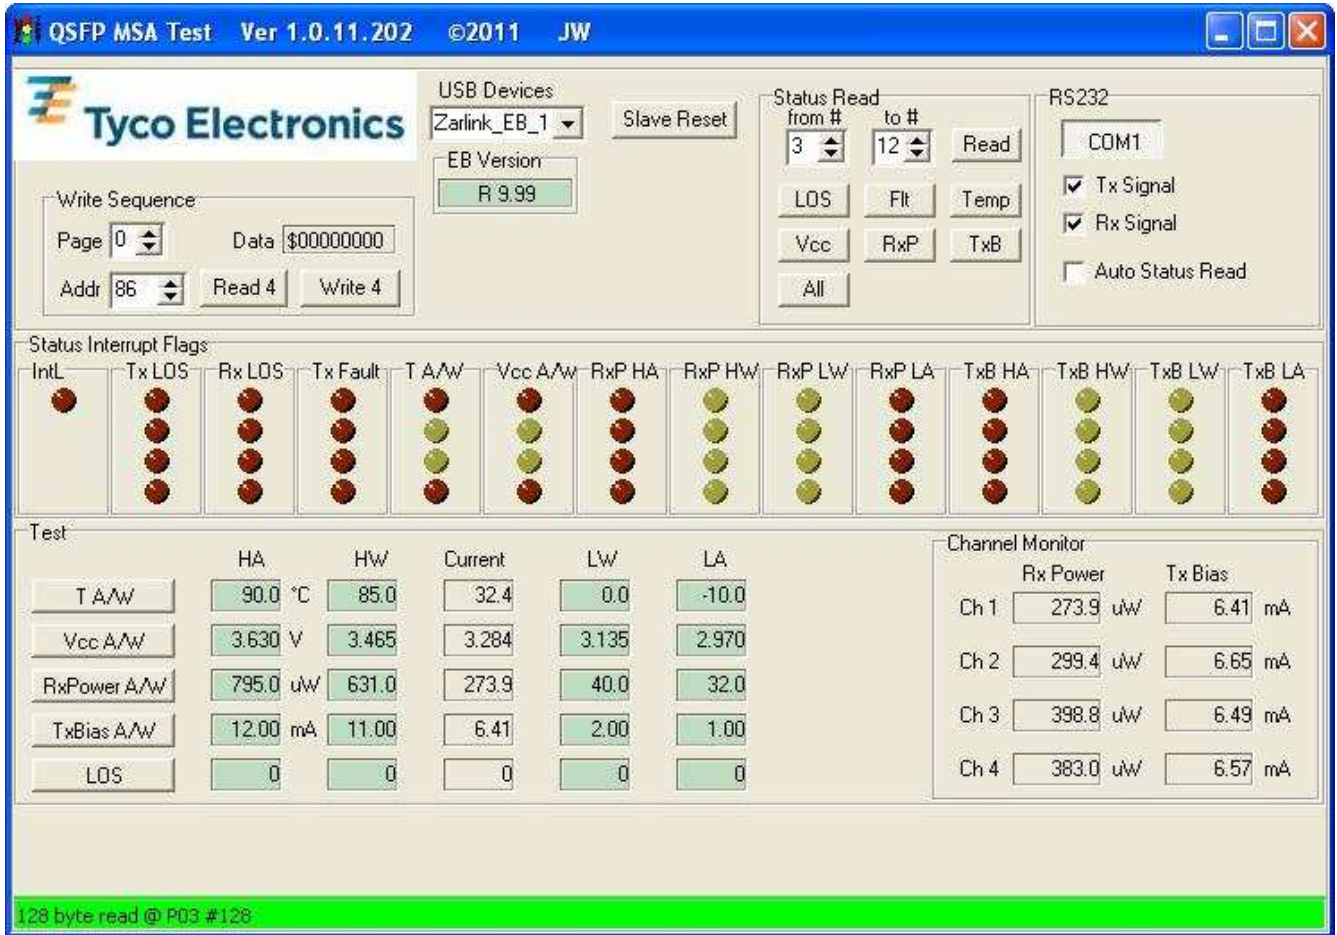 QSFP MSA Test Ver 1.0.11.202 ©2011 JW
Tyco Electronics
USB Devices
Zarlink_EB_1
Slave Reset
EB Version
R 9.99
Status Read
from # to #
3 12 Read
LOS Flt Temp
Vcc RxP TxB
All
RS232
COM1
Tx Signal
Rx Signal
Auto Status Read
Write Sequence
Page 0 Data $00000000
Addr 86 Read 4 Write 4
Status Interrupt Flags
IntL Tx LOS Rx LOS Tx Fault T A/W Vcc A/W RxP HA RxP HW RxP LW RxP LA TxB HA TxB HW TxB LW TxB LA
Test
HA HW Current LW LA
T A/W 90.0 °C 85.0 32.4 0.0 -10.0
Vcc A/W 3.630 V 3.465 3.284 3.135 2.970
RxPower A/W 795.0 uW 631.0 273.9 40.0 32.0
TxBias A/W 12.00 mA 11.00 6.41 2.00 1.00
LOS 0 0 0 0 0
Channel Monitor
Rx Power Tx Bias
Ch 1 273.9 uW 6.41 mA
Ch 2 299.4 uW 6.65 mA
Ch 3 398.8 uW 6.49 mA
Ch 4 383.0 uW 6.57 mA
128 byte read @ P03 #128